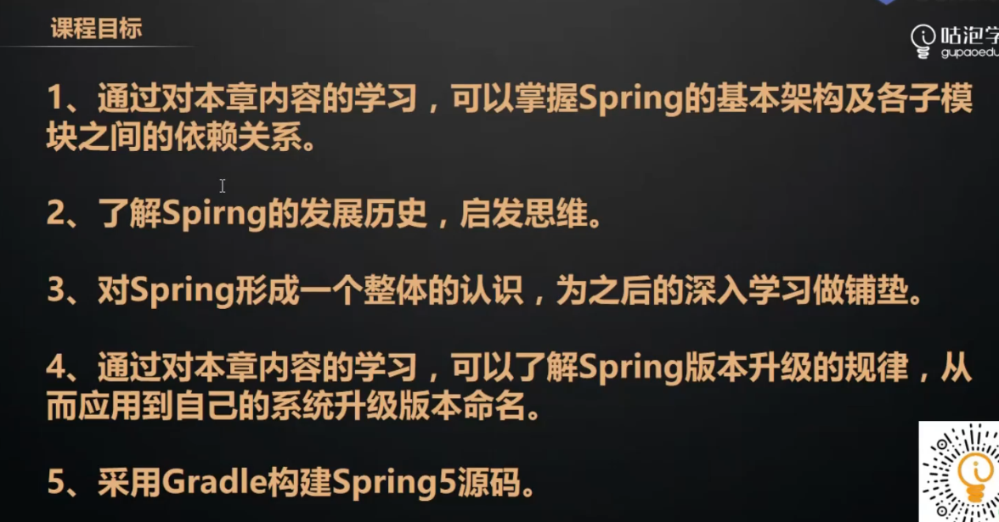 课程目标
咕泡学
gupaoedu
1、通过对本章内容的学习，可以掌握Spring的基本架构及各子模
块之间的依赖关系。
2、了解Spirng的发展历史，启发思维。
3、对Spring形成一个整体的认识，为之后的深入学习做铺垫。
4、通过对本章内容的学习，可以了解Spring版本升级的规律，从
而应用到自己的系统升级版本命名。
5、采用Gradle构建Spring5源码。